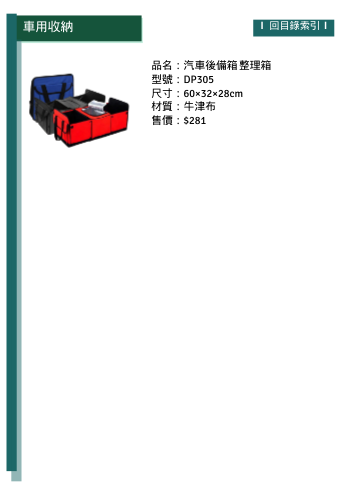 車用收納
I 回目錄索引 I
品名：汽車後備箱整理箱
型號：DP305
尺寸：60×32×28cm
材質：牛津布
售價：$281